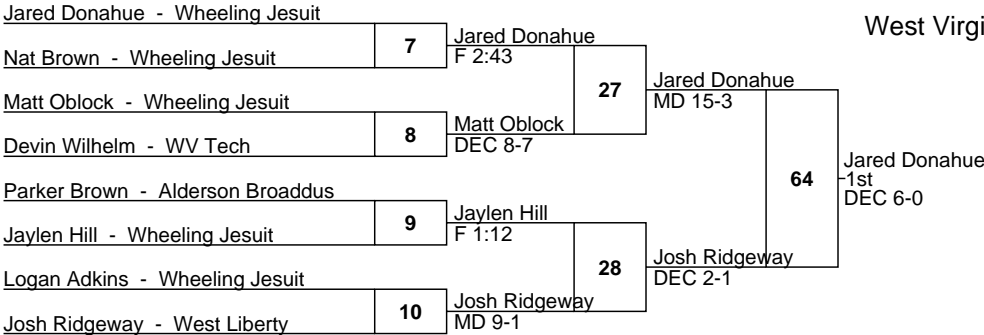 Jared Donahue - Wheeling Jesuit
West Virgi
7
Jared Donahue
F 2:43
Nat Brown - Wheeling Jesuit
27
Jared Donahue
MD 15-3
Matt Oblock - Wheeling Jesuit
8
Matt Oblock
DEC 8-7
Devin Wilhelm - WV Tech
64
Jared Donahue
1st
DEC 6-0
Parker Brown - Alderson Broaddus
9
Jaylen Hill
F 1:12
Jaylen Hill - Wheeling Jesuit
28
Josh Ridgeway
DEC 2-1
Logan Adkins - Wheeling Jesuit
10
Josh Ridgeway
MD 9-1
Josh Ridgeway - West Liberty